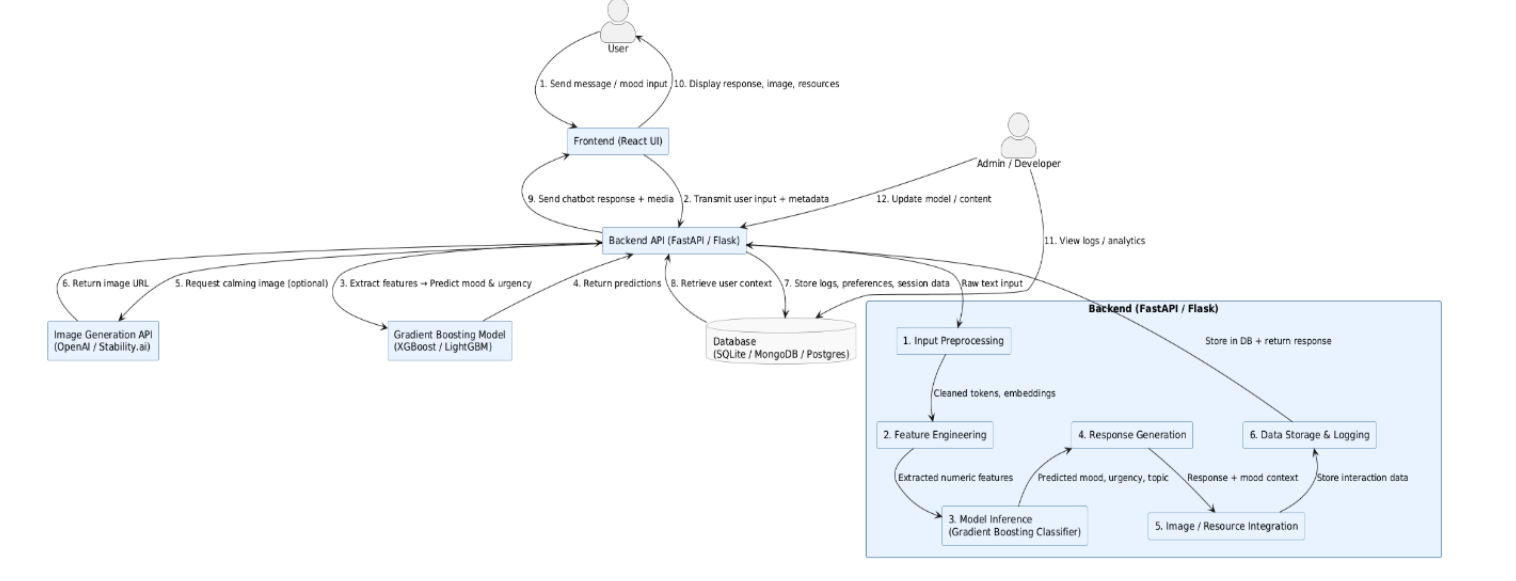 User
1. Send message / mood input
10. Display response, image, resources
Frontend (React UI)
Admin / Developer
9. Send chatbot response + media
2. Transmit user input + metadata
12. Update model / content
Backend API (FastAPI / Flask)
11. View logs / analytics
6. Return image URL
5. Request calming image (optional)
3. Extract features → Predict mood & urgency
4. Return predictions
8. Retrieve user context
7. Store logs, preferences, session data
Raw text input
Backend (FastAPI / Flask)
Image Generation API
(OpenAI / Stability.ai)
Gradient Boosting Model
(XGBoost / LightGBM)
Database
(SQLite / MongoDB / Postgres)
1. Input Preprocessing
Store in DB + return response
Cleaned tokens, embeddings
2. Feature Engineering
4. Response Generation
6. Data Storage & Logging
Extracted numeric features
Predicted mood, urgency, topic
Response + mood context
Store interaction data
3. Model Inference
(Gradient Boosting Classifier)
5. Image / Resource Integration